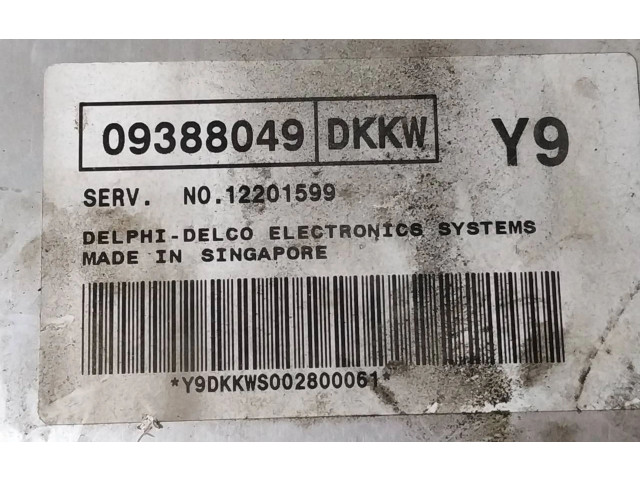 09388049 DKKW Y9
SERV. NO.12201599
DELPHI-DELCO ELECTRONICS SYSTEMS
MADE IN SINGAPORE
*Y9DKKWS002800061*